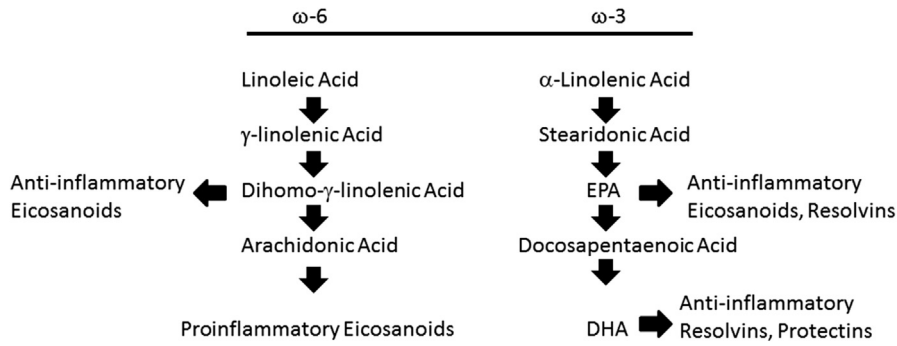 ω-6
ω-3
Linoleic Acid
α-Linolenic Acid
γ-linolenic Acid
Stearidonic Acid
Anti-inflammatory
Eicosanoids
Dihomo-γ-linolenic Acid
EPA
Anti-inflammatory
Eicosanoids, Resolvins
Arachidonic Acid
Docosapentaenoic Acid
Proinflammatory Eicosanoids
DHA
Anti-inflammatory
Resolvins, Protectins